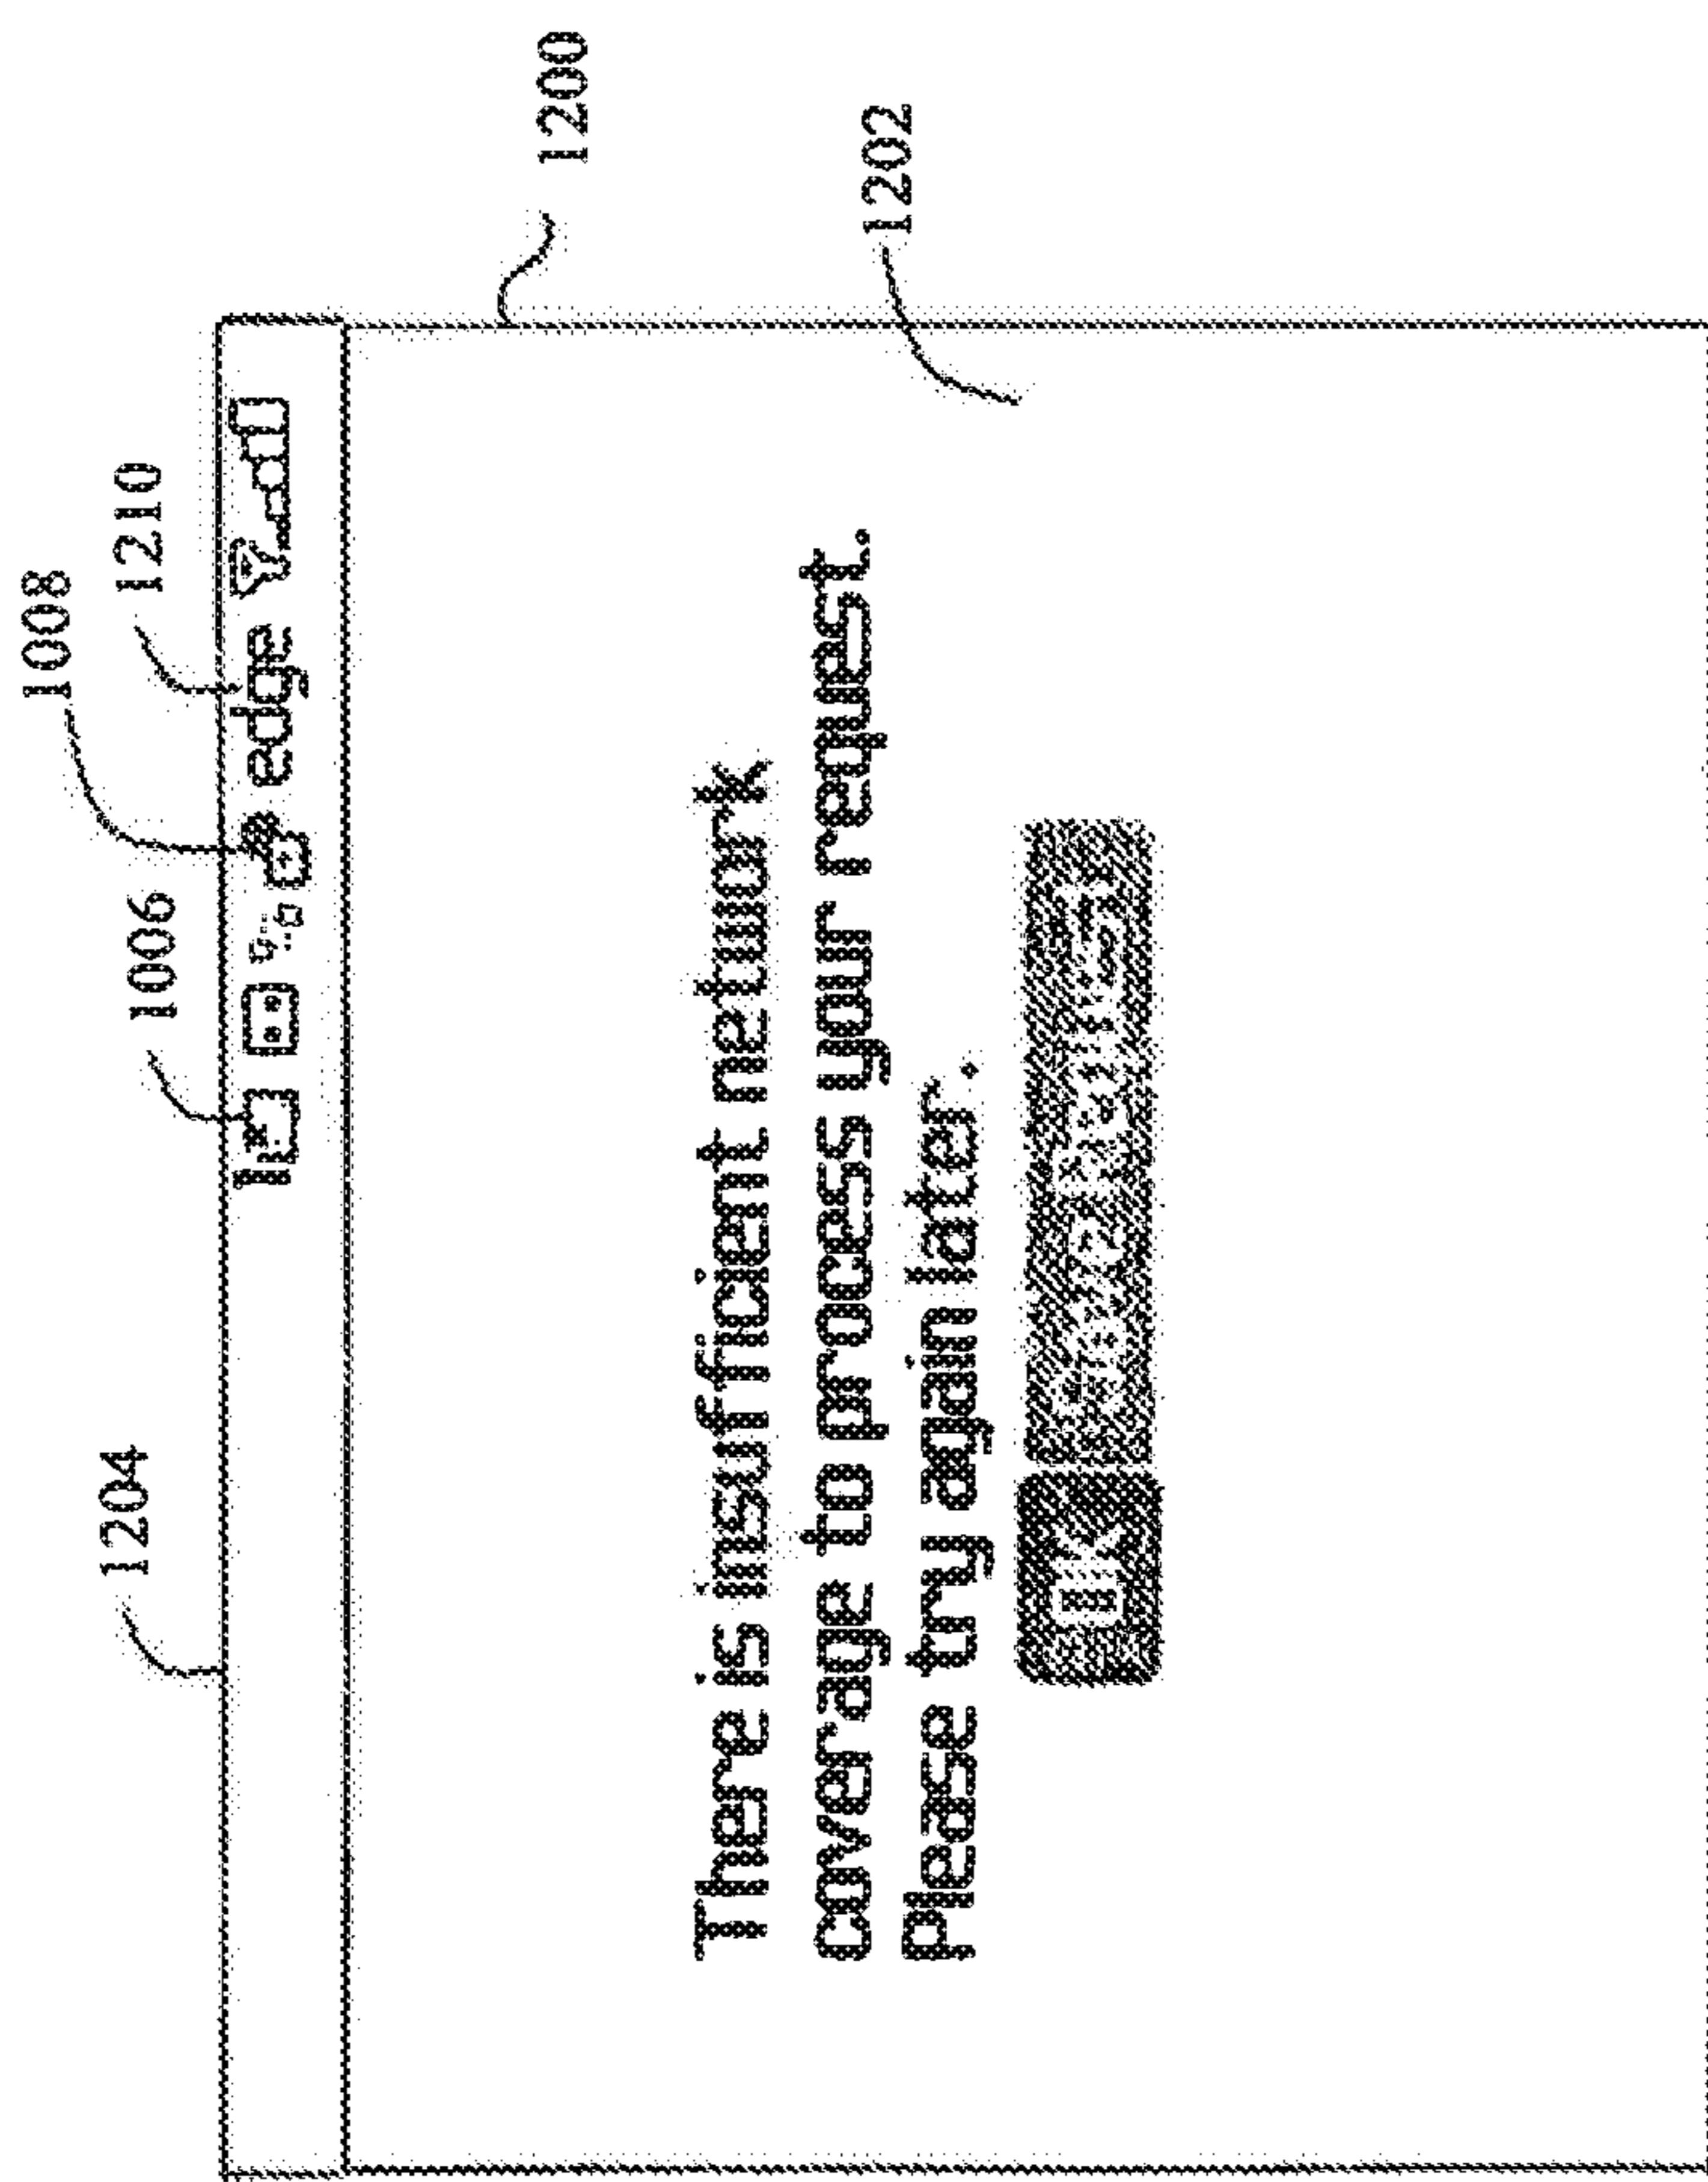 1008
1204
1006
1210
edge
1200
There is insufficient network
coverage to process your request.
Please try again later.
1202
OK